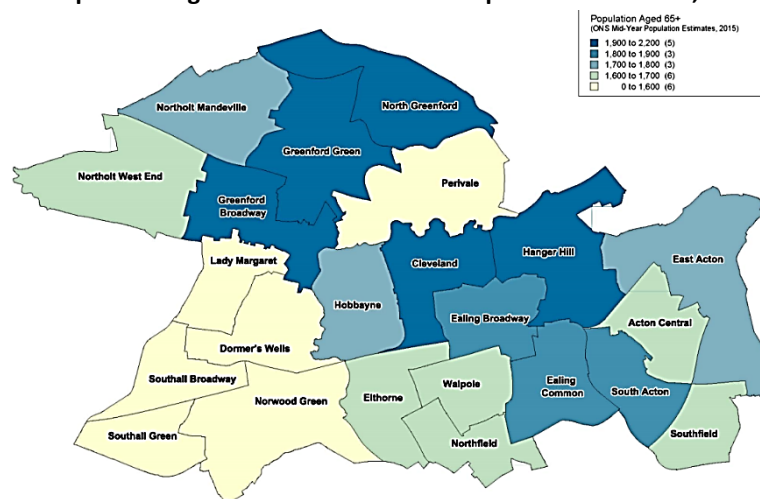 Population Aged 65+
(ONS Mid-Year Population Estimates, 2015)
1,900 to 2,200 (5)
1,800 to 1,900 (3)
1,700 to 1,800 (3)
1,600 to 1,700 (6)
0 to 1,600 (6)
Northolt Mandeville
North Greenford
Greenford Green
Northolt West End
Perivale
Greenford
Broadway
Lady Margaret
Cleveland
Hanger Hill
East Acton
Hobbayne
Ealing Broadway
Acton Central
Dormer's Wells
Southall Broadway
Norwood Green
Elthorne
Walpole
Ealing
Common
South Acton
Southall Green
Northfield
Southfield